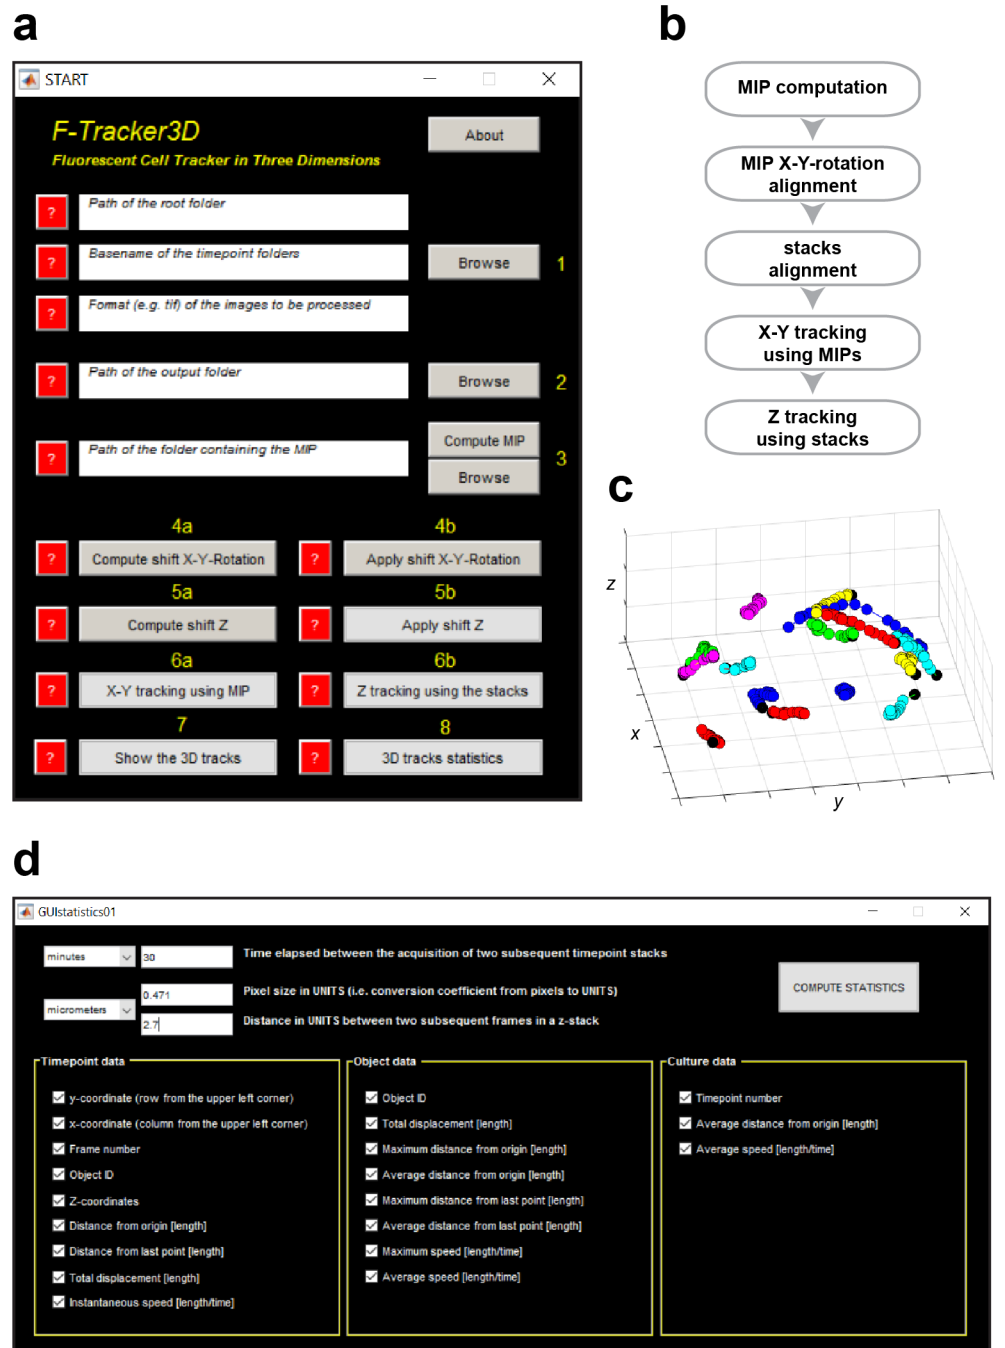 a
START
F-Tracker3D
About
Fluorescent Cell Tracker in Three Dimensions
?
Path of the root folder
?
Basename of the timepoint folders
Browse
1
?
Format (e.g. tif) of the images to be processed
?
Path of the output folder
Browse
2
?
Path of the folder containing the MIP
Compute MIP
Browse
3
4a
4b
?
Compute shift X-Y-Rotation
?
Apply shift X-Y-Rotation
5a
5b
?
Compute shift Z
?
Apply shift Z
6a
6b
?
X-Y tracking using MIP
?
Z tracking using the stacks
7
8
?
Show the 3D tracks
?
3D tracks statistics
b
MIP computation
MIP X-Y-rotation
alignment
stacks
alignment
X-Y tracking
using MIPs
Z tracking
using stacks
c
z
x
y
d
GUIstatistics01
minutes
30
Time elapsed between the acquisition of two subsequent timepoint stacks
micrometers
0.471
Pixel size in UNITS (i.e. conversion coefficient from pixels to UNITS)
2.7
Distance in UNITS between two subsequent frames in a z-stack
COMPUTE STATISTICS
Timepoint data
y-coordinate (row from the upper left corner)
x-coordinate (column from the upper left corner)
Frame number
Object ID
Z-coordinates
Distance from origin [length]
Distance from last point [length]
Total displacement [length]
Instantaneous speed [length/time]
Object data
Object ID
Total displacement [length]
Maximum distance from origin [length]
Average distance from origin [length]
Maximum distance from last point [length]
Average distance from last point [length]
Maximum speed [length/time]
Average speed [length/time]
Culture data
Timepoint number
Average distance from origin [length]
Average speed [length/time]